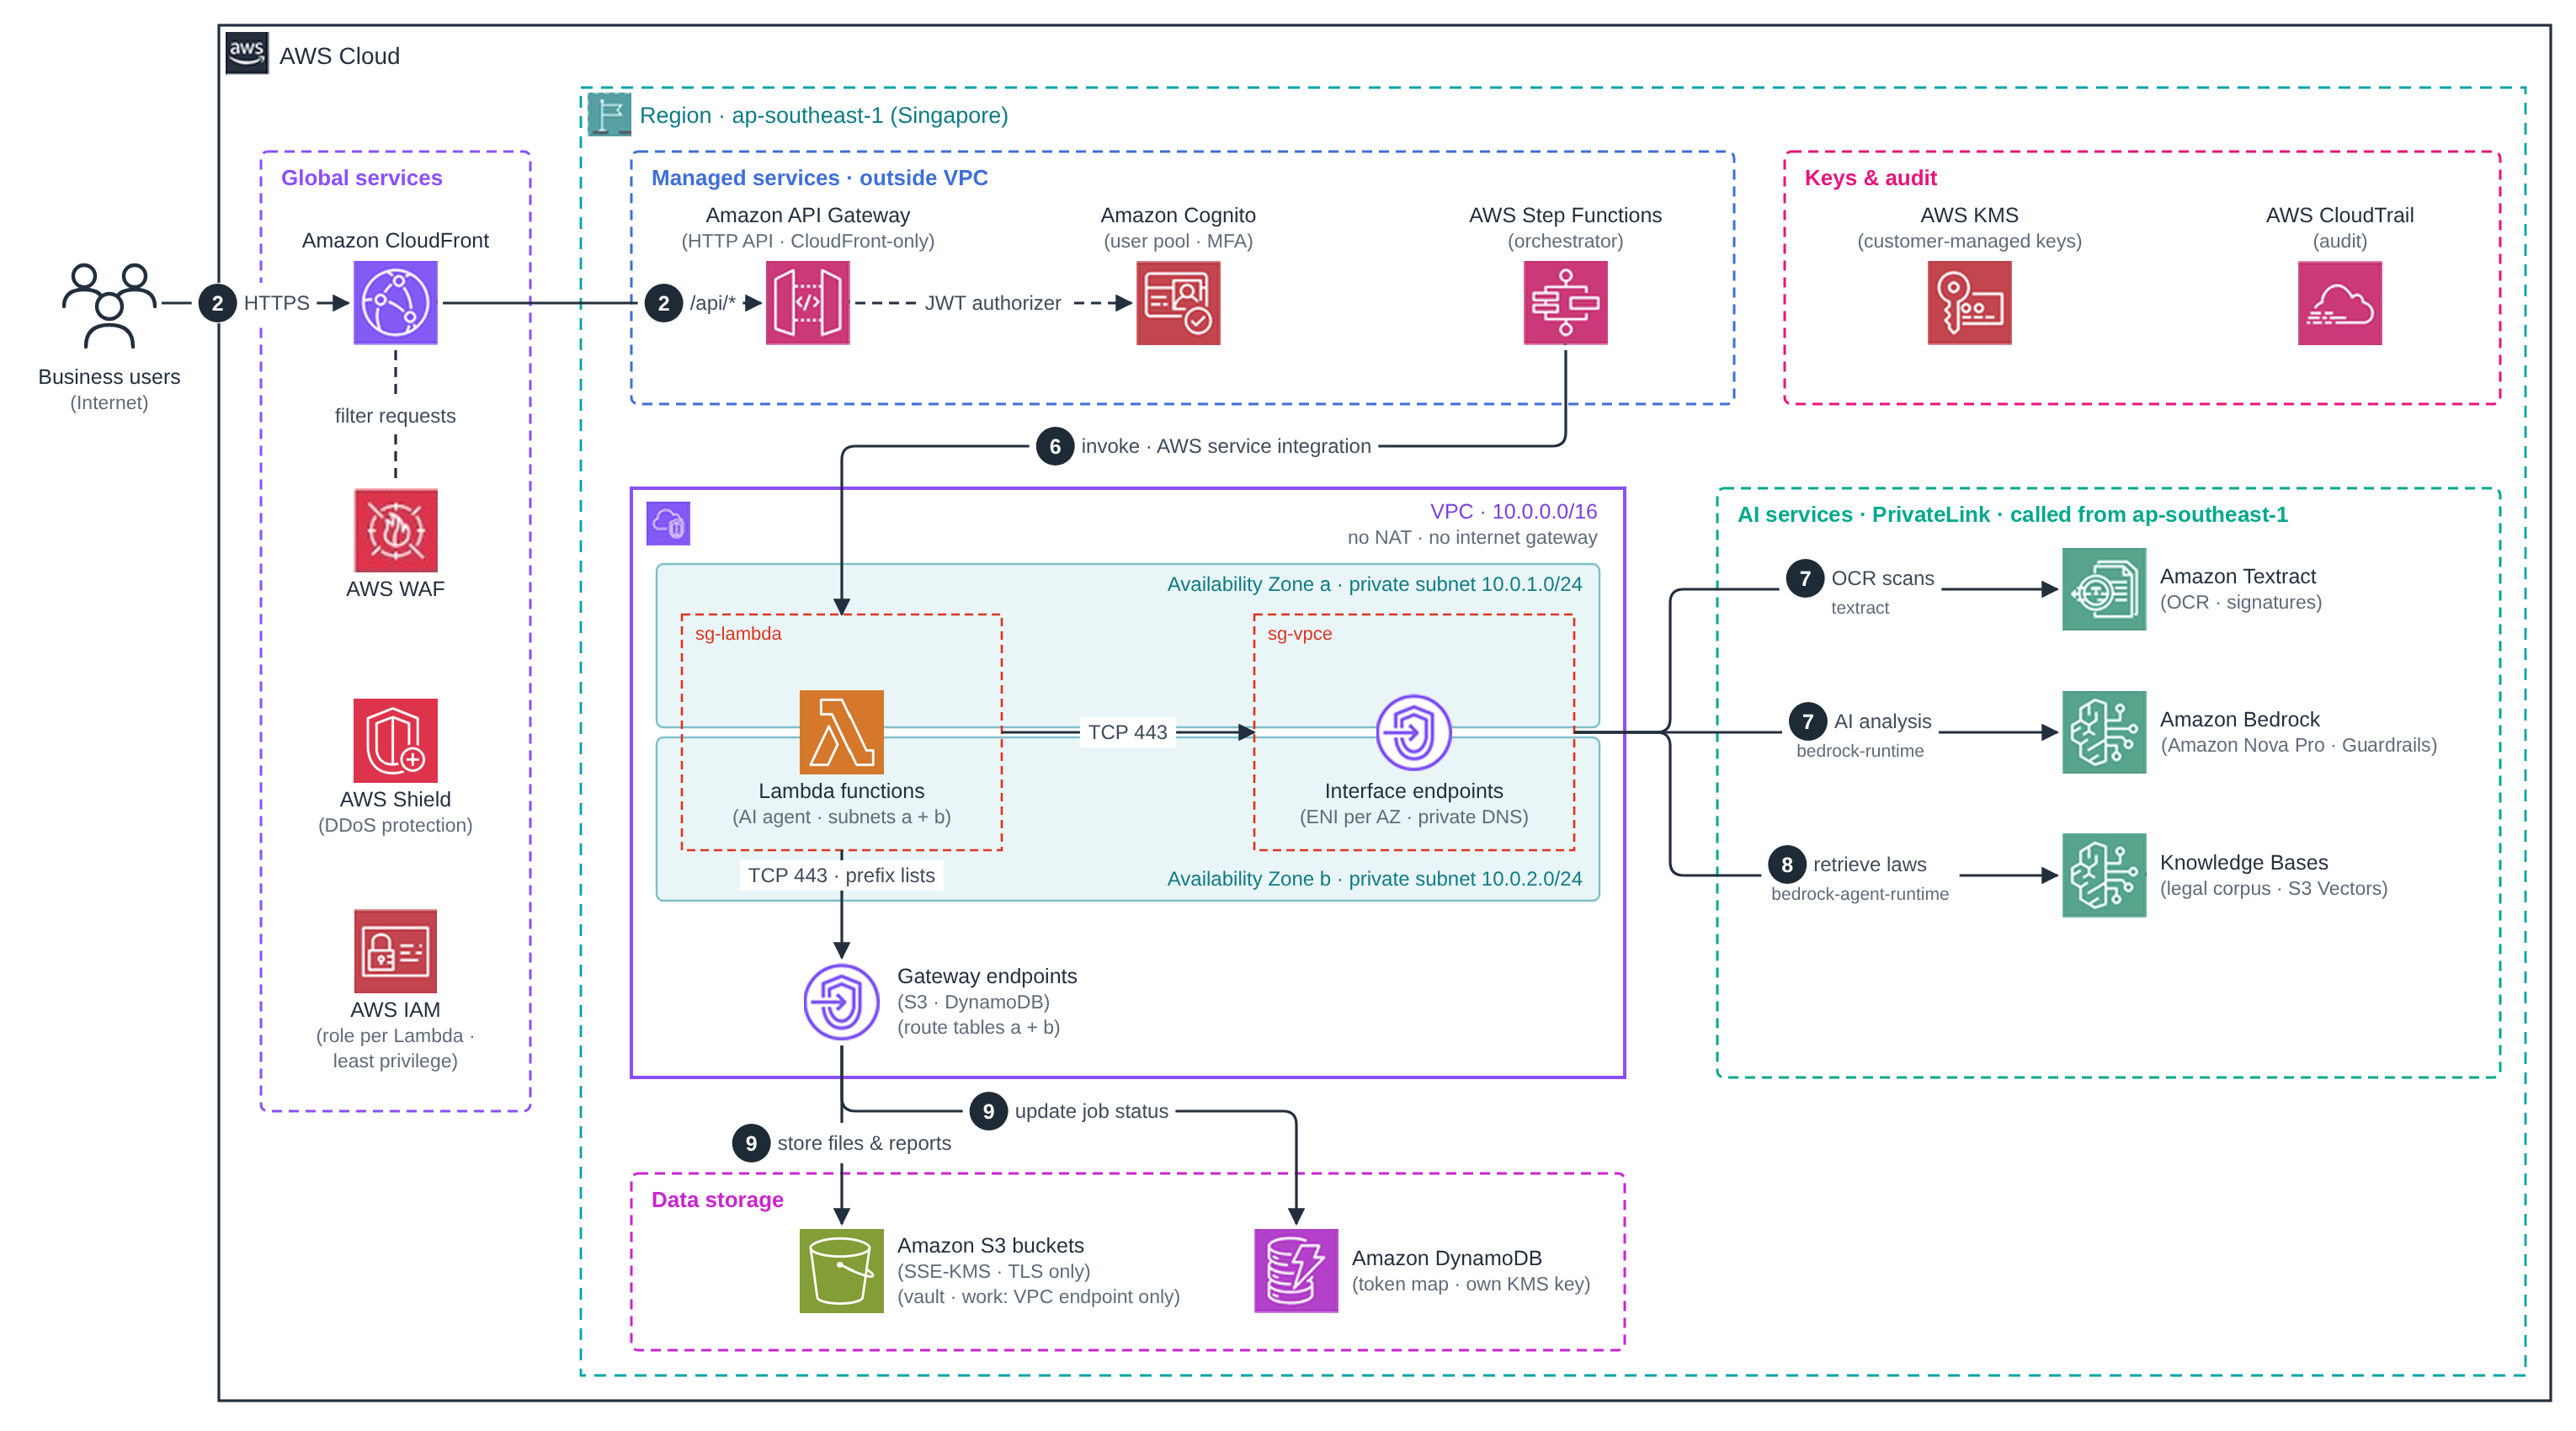 aws
AWS Cloud
Region · ap-southeast-1 (Singapore)
Global services
Managed services · outside VPC
Keys & audit
Amazon CloudFront
Amazon API Gateway
(HTTP API · CloudFront-only)
Amazon Cognito
(user pool · MFA)
AWS Step Functions
(orchestrator)
AWS KMS
(customer-managed keys)
AWS CloudTrail
(audit)
2 HTTPS
2 /api/*
JWT authorizer
Business users
(Internet)
filter requests
6 invoke · AWS service integration
AWS WAF
AWS Shield
(DDoS protection)
AWS IAM
(role per Lambda ·
least privilege)
VPC · 10.0.0.0/16
no NAT · no internet gateway
Availability Zone a · private subnet 10.0.1.0/24
sg-lambda
sg-vpce
TCP 443
Lambda functions
(AI agent · subnets a + b)
Interface endpoints
(ENI per AZ · private DNS)
TCP 443 · prefix lists
Availability Zone b · private subnet 10.0.2.0/24
Gateway endpoints
(S3 · DynamoDB)
(route tables a + b)
AI services · PrivateLink · called from ap-southeast-1
7 OCR scans
textract
Amazon Textract
(OCR · signatures)
7 AI analysis
bedrock-runtime
Amazon Bedrock
(Amazon Nova Pro · Guardrails)
8 retrieve laws
bedrock-agent-runtime
Knowledge Bases
(legal corpus · S3 Vectors)
9 update job status
9 store files & reports
Data storage
Amazon S3 buckets
(SSE-KMS · TLS only)
(vault · work: VPC endpoint only)
Amazon DynamoDB
(token map · own KMS key)